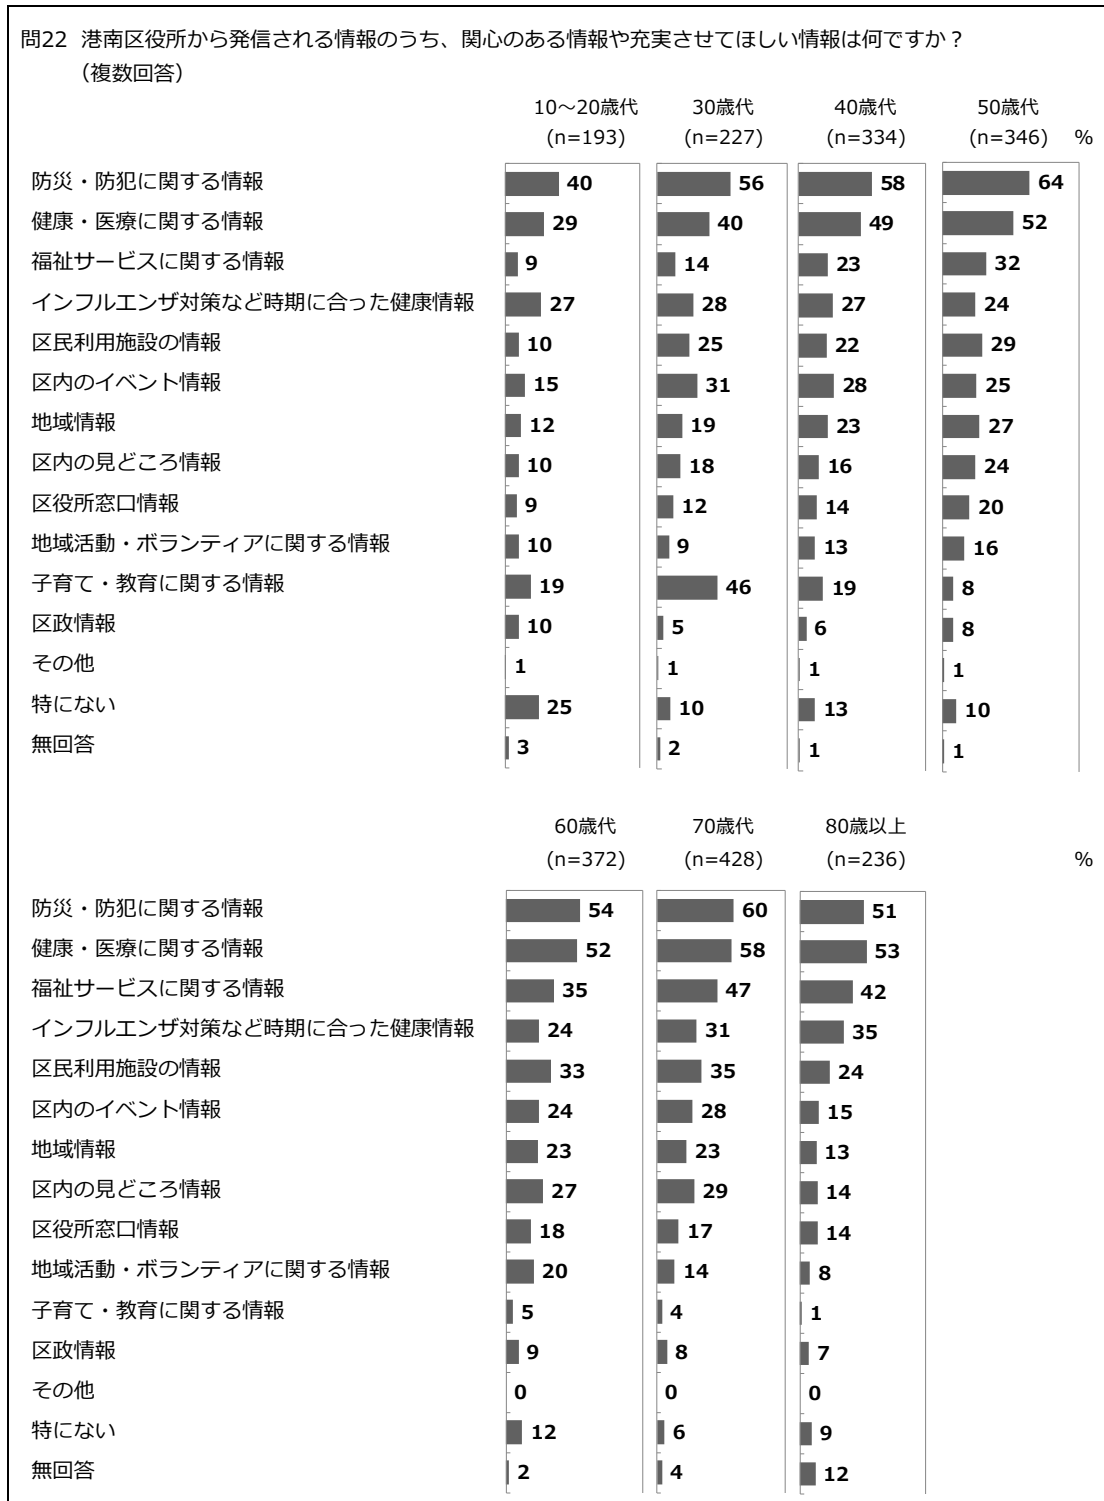 問22 港南区役所から発信される情報のうち、関心のある情報や充実させてほしい情報は何ですか？
（複数回答）
10～20歳代 30歳代 40歳代 50歳代
(n=193) (n=227) (n=334) (n=346) %
防災・防犯に関する情報 40 56 58 64
健康・医療に関する情報 29 40 49 52
福祉サービスに関する情報 9 14 23 32
インフルエンザ対策など時期に合った健康情報 27 28 27 24
区民利用施設の情報 10 25 22 29
区内のイベント情報 15 31 28 25
地域情報 12 19 23 27
区内の見どころ情報 10 18 16 24
区役所窓口情報 9 12 14 20
地域活動・ボランティアに関する情報 10 9 13 16
子育て・教育に関する情報 19 46 19 8
区政情報 10 5 6 8
その他 1 1 1 1
特にない 25 10 13 10
無回答 3 2 1 1
60歳代 70歳代 80歳以上
(n=372) (n=428) (n=236) %
防災・防犯に関する情報 54 60 51
健康・医療に関する情報 52 58 53
福祉サービスに関する情報 35 47 42
インフルエンザ対策など時期に合った健康情報 24 31 35
区民利用施設の情報 33 35 24
区内のイベント情報 24 28 15
地域情報 23 23 13
区内の見どころ情報 27 29 14
区役所窓口情報 18 17 14
地域活動・ボランティアに関する情報 20 14 8
子育て・教育に関する情報 5 4 1
区政情報 9 8 7
その他 0 0 0
特にない 12 6 9
無回答 2 4 12